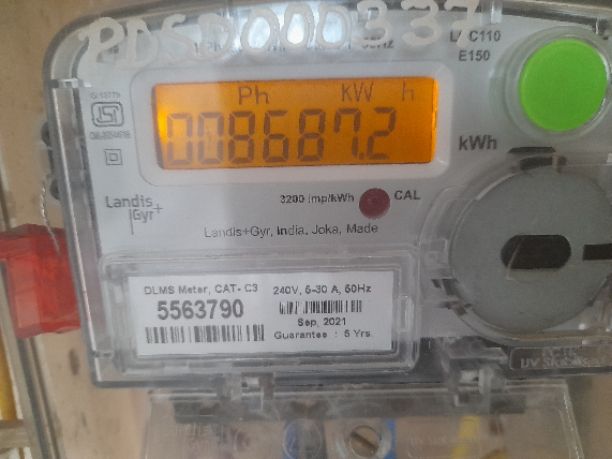 PDSD000337
L&C110
E150
Ph KW h
008687.2
kWh
3200 imp/kWh
CAL
Landis+
Gyr
Landis+Gyr, India, Joka, Made
DLMS Meter, CAT- C3
240V, 5-30 A, 50Hz
5563790
Sep, 2021
Guarantee : 5 Yrs.